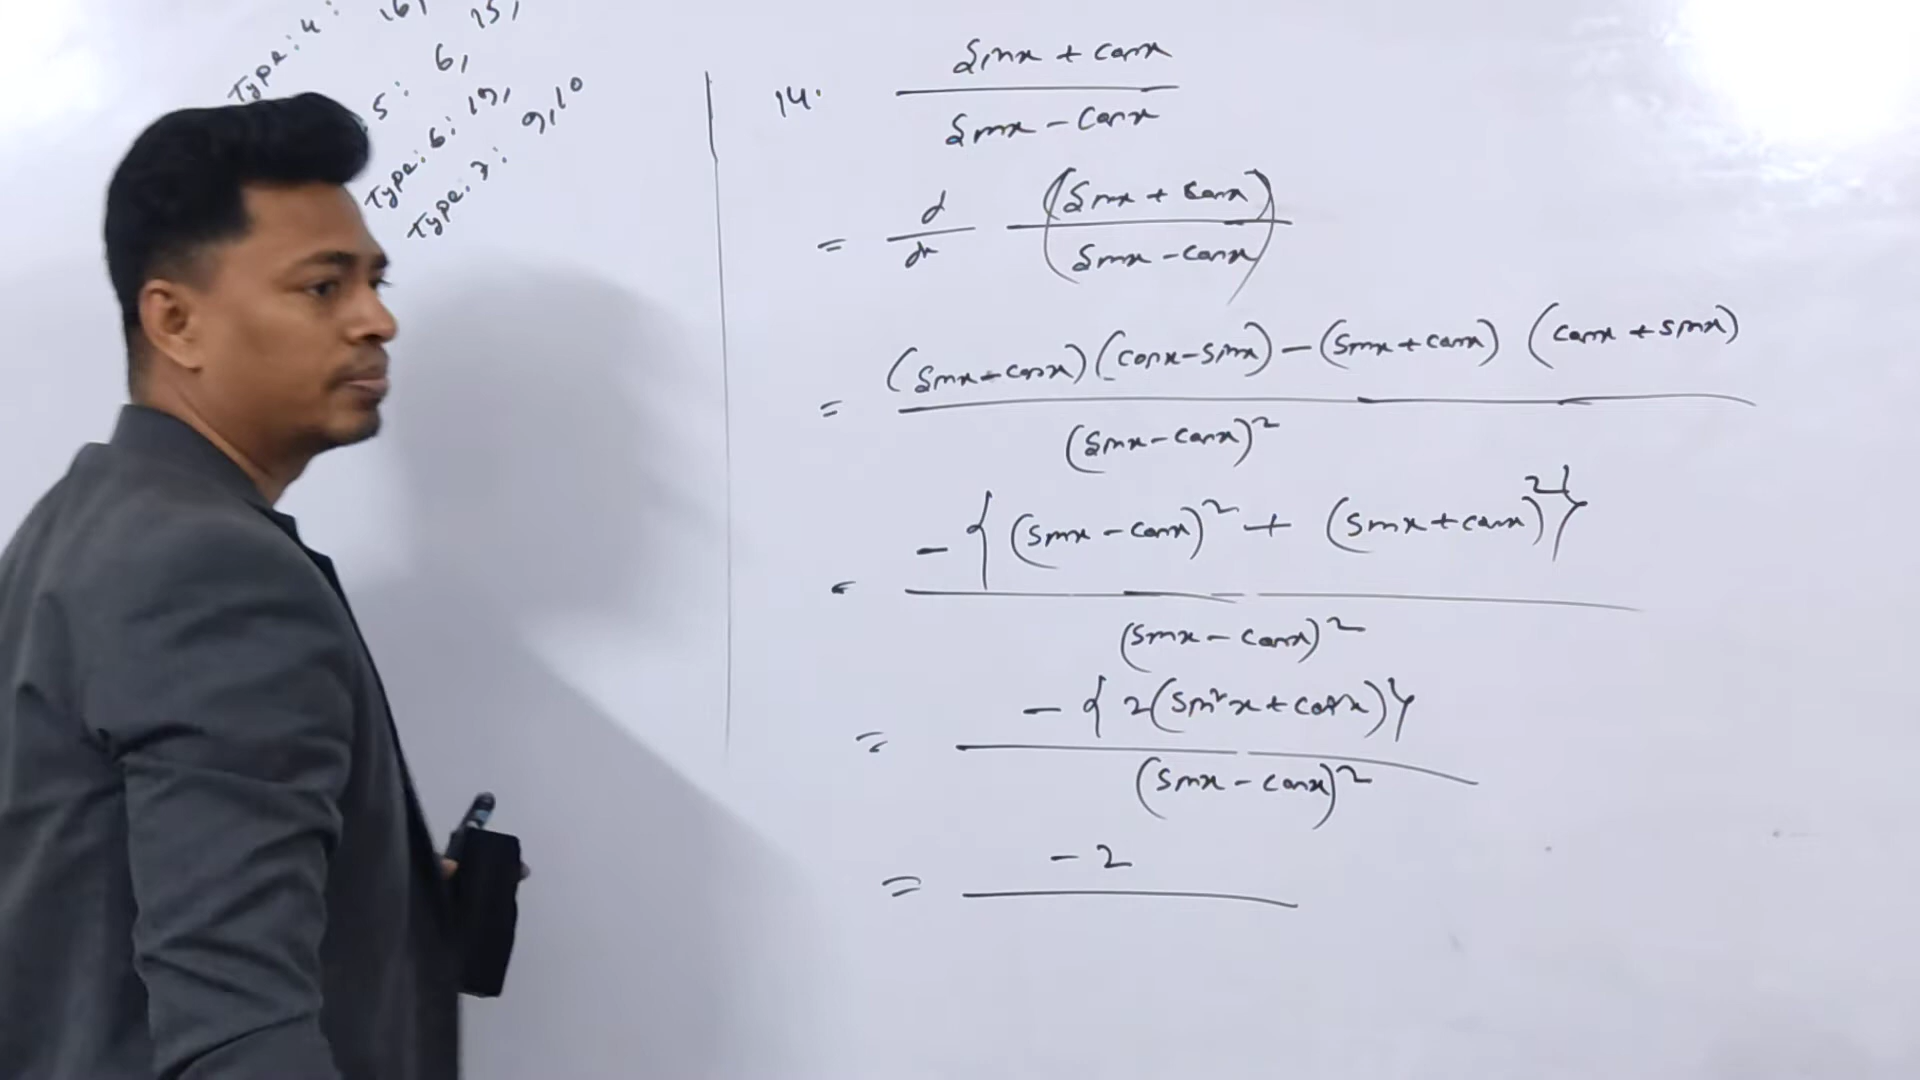 Type: 4: 16,
15,
5: 6,
Type: 6: 19,
Type. 7: 9,10
14. (sinx + cosx) / (sinx - cosx)
= d/dx (sinx + cosx) / (sinx - cosx)
= (sinx - cosx)(cosx - sinx) - (sinx + cosx) (cosx + sinx) / (sinx - cosx)²
= -{(sinx - cosx)² + (sinx + cosx)²} / (sinx - cosx)²
= -{2(sin²x + cos²x)} / (sinx - cosx)²
= -2